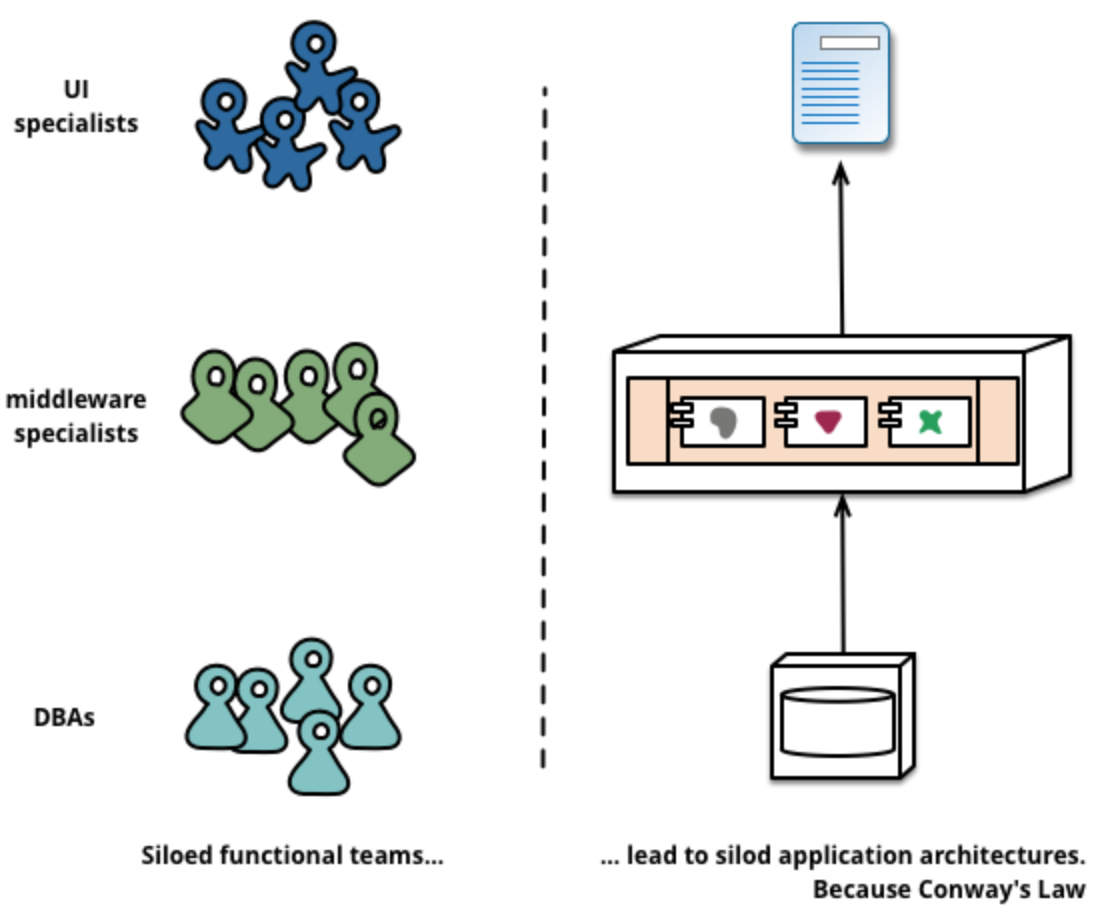 UI
specialists
middleware
specialists
DBAs
Siloed functional teams...
... lead to silod application architectures.
Because Conway's Law